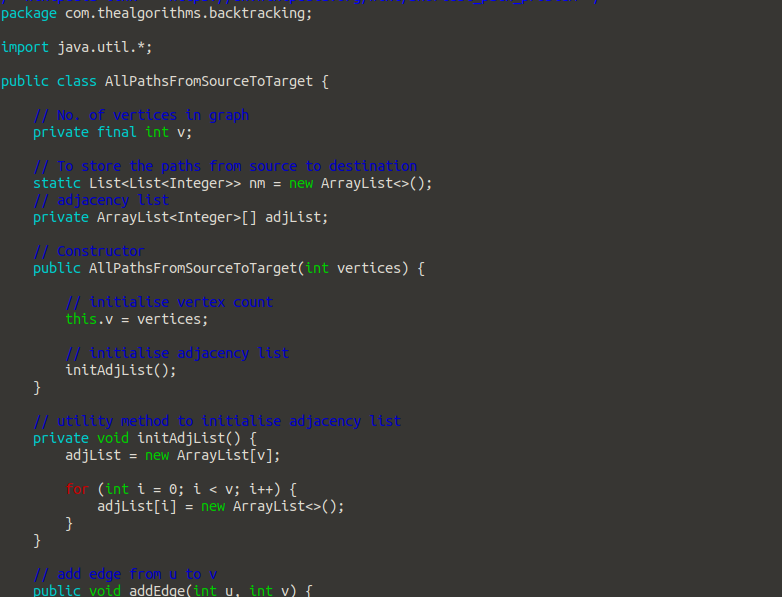 package com.thealgorithms.backtracking;

import java.util.*;

public class AllPathsFromSourceToTarget {

    // No. of vertices in graph
    private final int v;

    // To store the paths from source to destination
    static List<List<Integer>> nm = new ArrayList<>();
    // adjacency list
    private ArrayList<Integer>[] adjList;

    // Constructor
    public AllPathsFromSourceToTarget(int vertices) {

        // initialise vertex count
        this.v = vertices;

        // initialise adjacency list
        initAdjList();
    }

    // utility method to initialise adjacency list
    private void initAdjList() {
        adjList = new ArrayList[v];

        for (int i = 0; i < v; i++) {
            adjList[i] = new ArrayList<>();
        }
    }

    // add edge from u to v
    public void addEdge(int u, int v) {